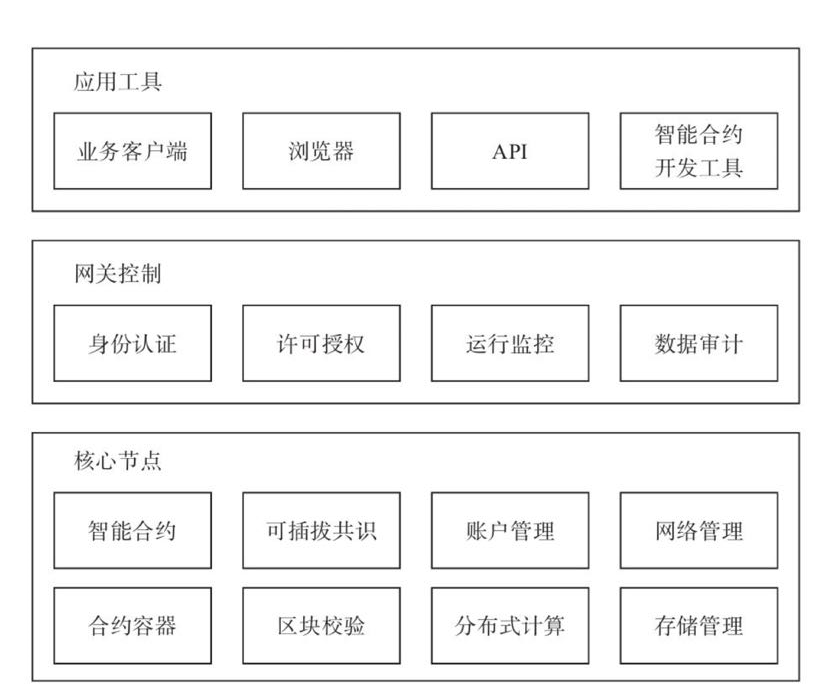 应用工具
业务客户端
浏览器
API
智能合约
开发工具
网关控制
身份认证
许可授权
运行监控
数据审计
核心节点
智能合约
可插拔共识
账户管理
网络管理
合约容器
区块校验
分布式计算
存储管理